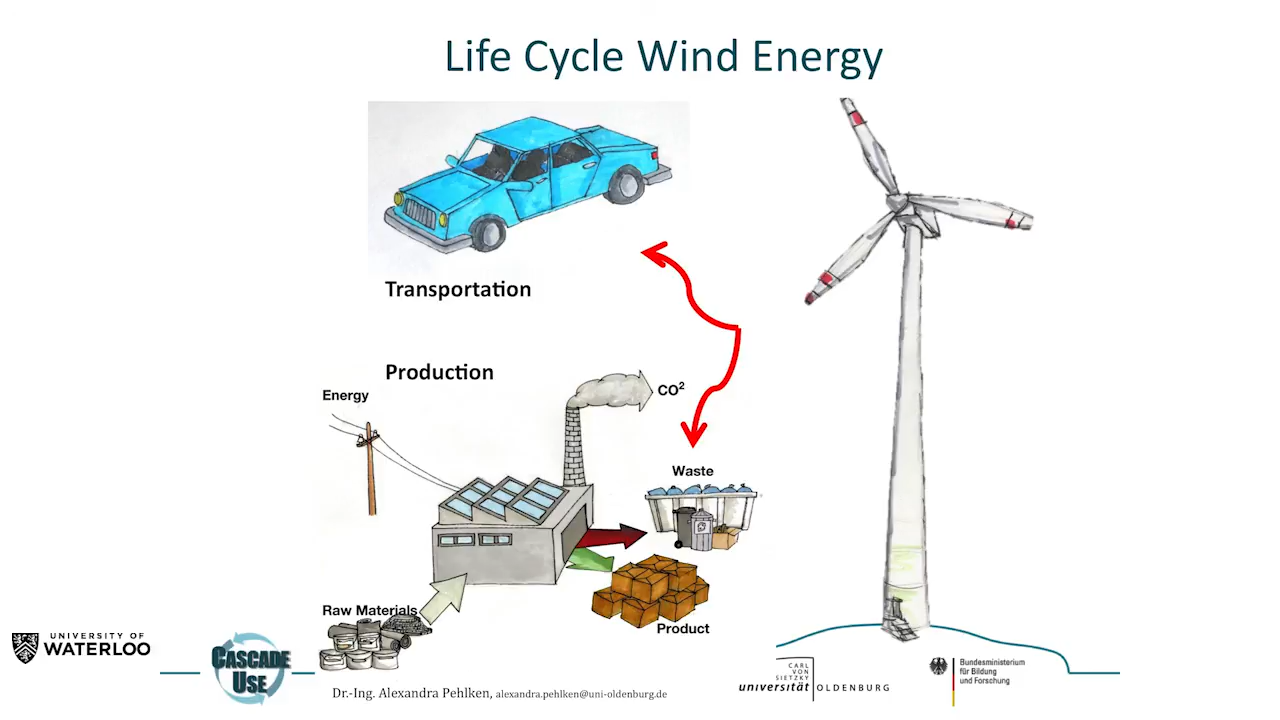 Life Cycle Wind Energy
Transportation
Production
Energy
CO²
Waste
Raw Materials
Product
UNIVERSITY OF
WATERLOO
CASCADE
USE
Dr.-Ing. Alexandra Pehlken, alexandra.pehlken@uni-oldenburg.de
CARL
VON
SIETZKY
universität OLDENBURG
Bundesministerium
für Bildung
und Forschung